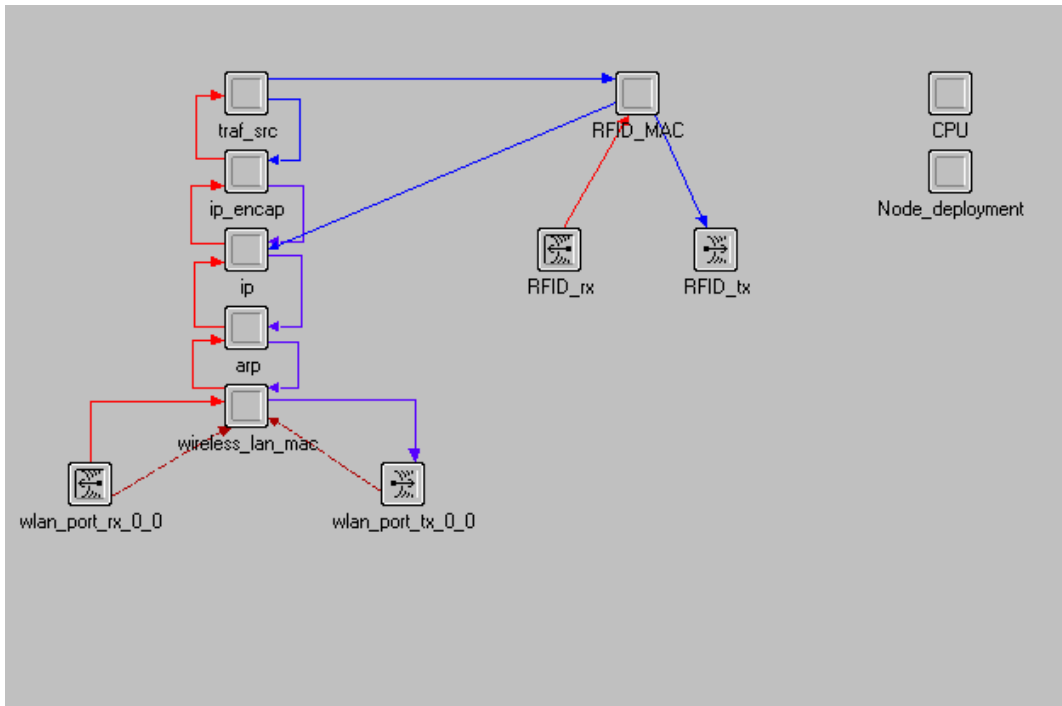 traf_src
RFID_MAC
CPU
ip_encap
Node_deployment
ip
RFID_rx
RFID_tx
arp
wireless_lan_mac
wlan_port_rx_0_0
wlan_port_tx_0_0